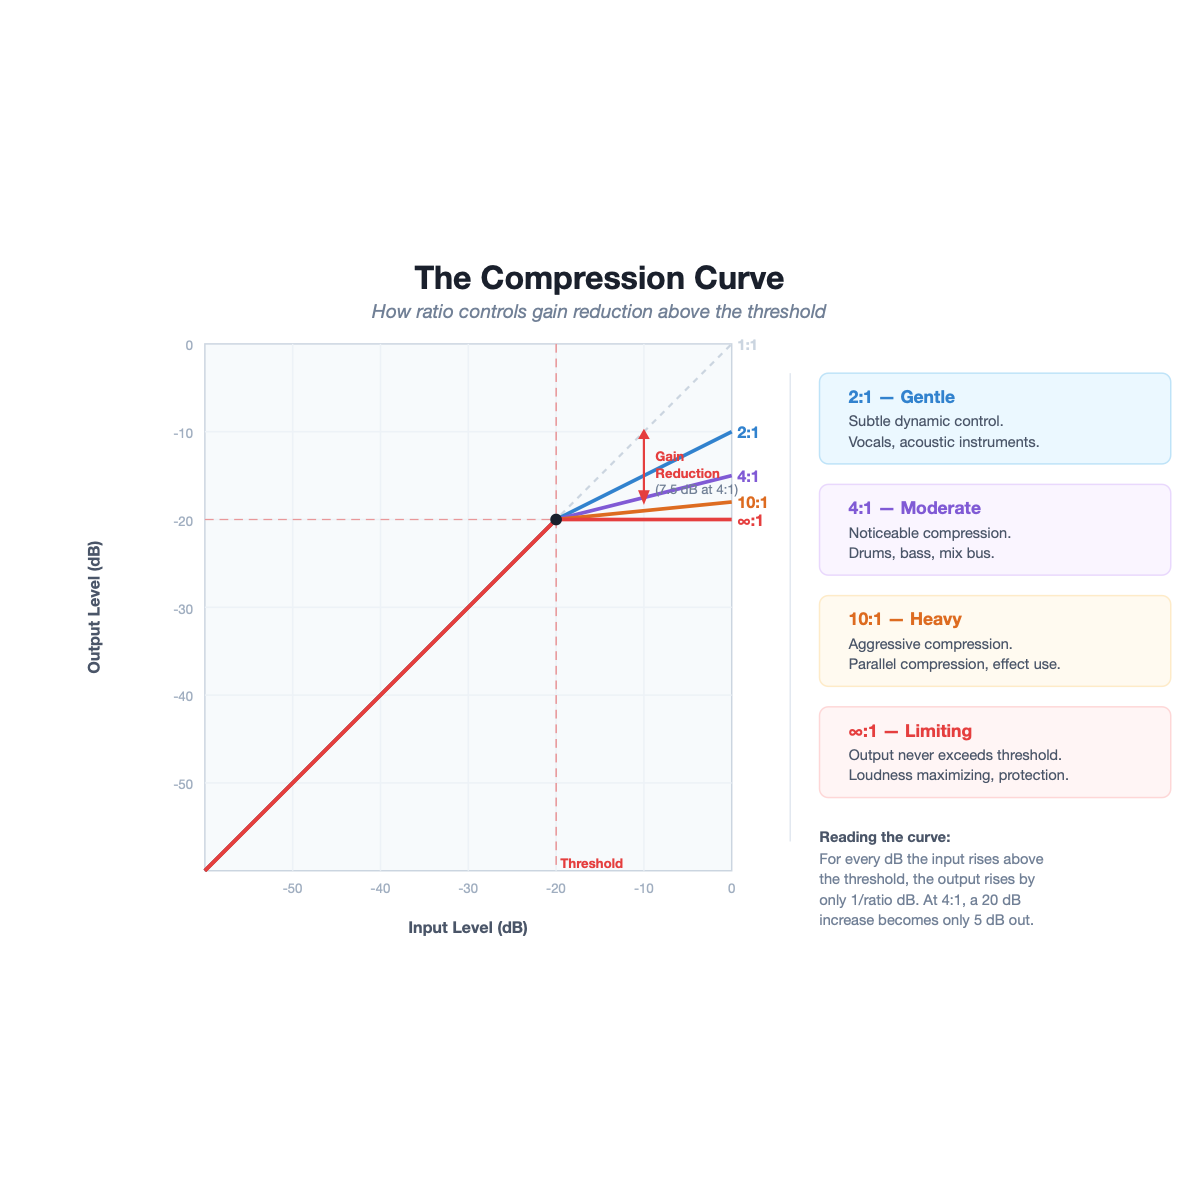 The Compression Curve
How ratio controls gain reduction above the threshold
0
-10
-20
-30
-40
-50
Output Level (dB)
1:1
2:1
4:1
10:1
∞:1
Gain
Reduction
(7.5 dB at 4:1)
Threshold
-50
-40
-30
-20
-10
0
Input Level (dB)
2:1 — Gentle
Subtle dynamic control.
Vocals, acoustic instruments.
4:1 — Moderate
Noticeable compression.
Drums, bass, mix bus.
10:1 — Heavy
Aggressive compression.
Parallel compression, effect use.
∞:1 — Limiting
Output never exceeds threshold.
Loudness maximizing, protection.
Reading the curve:
For every dB the input rises above
the threshold, the output rises by
only 1/ratio dB. At 4:1, a 20 dB
increase becomes only 5 dB out.